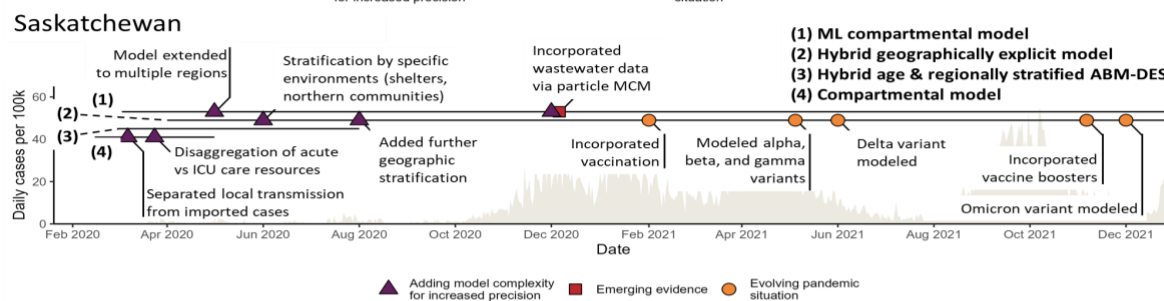 for increased precision
situation
Saskatchewan
(1) ML compartmental model
(2) Hybrid geographically explicit model
(3) Hybrid age & regionally stratified ABM-DES
(4) Compartmental model
Model extended
to multiple regions
Stratification by specific
environments (shelters,
northern communities)
Incorporated
wastewater data
via particle MCM
Daily cases per 100k
60
40
20
0
(1)
(2)
(3)
(4)
Disaggregation of acute
vs ICU care resources
Separated local transmission
from imported cases
Added further
geographic
stratification
Incorporated
vaccination
Modeled alpha,
beta, and gamma
variants
Delta variant
modeled
Incorporated
vaccine boosters
Omicron variant modeled
Feb 2020
Apr 2020
Jun 2020
Aug 2020
Oct 2020
Dec 2020
Feb 2021
Apr 2021
Jun 2021
Aug 2021
Oct 2021
Dec 2021
Date
Adding model complexity
for increased precision
Emerging evidence
Evolving pandemic
situation